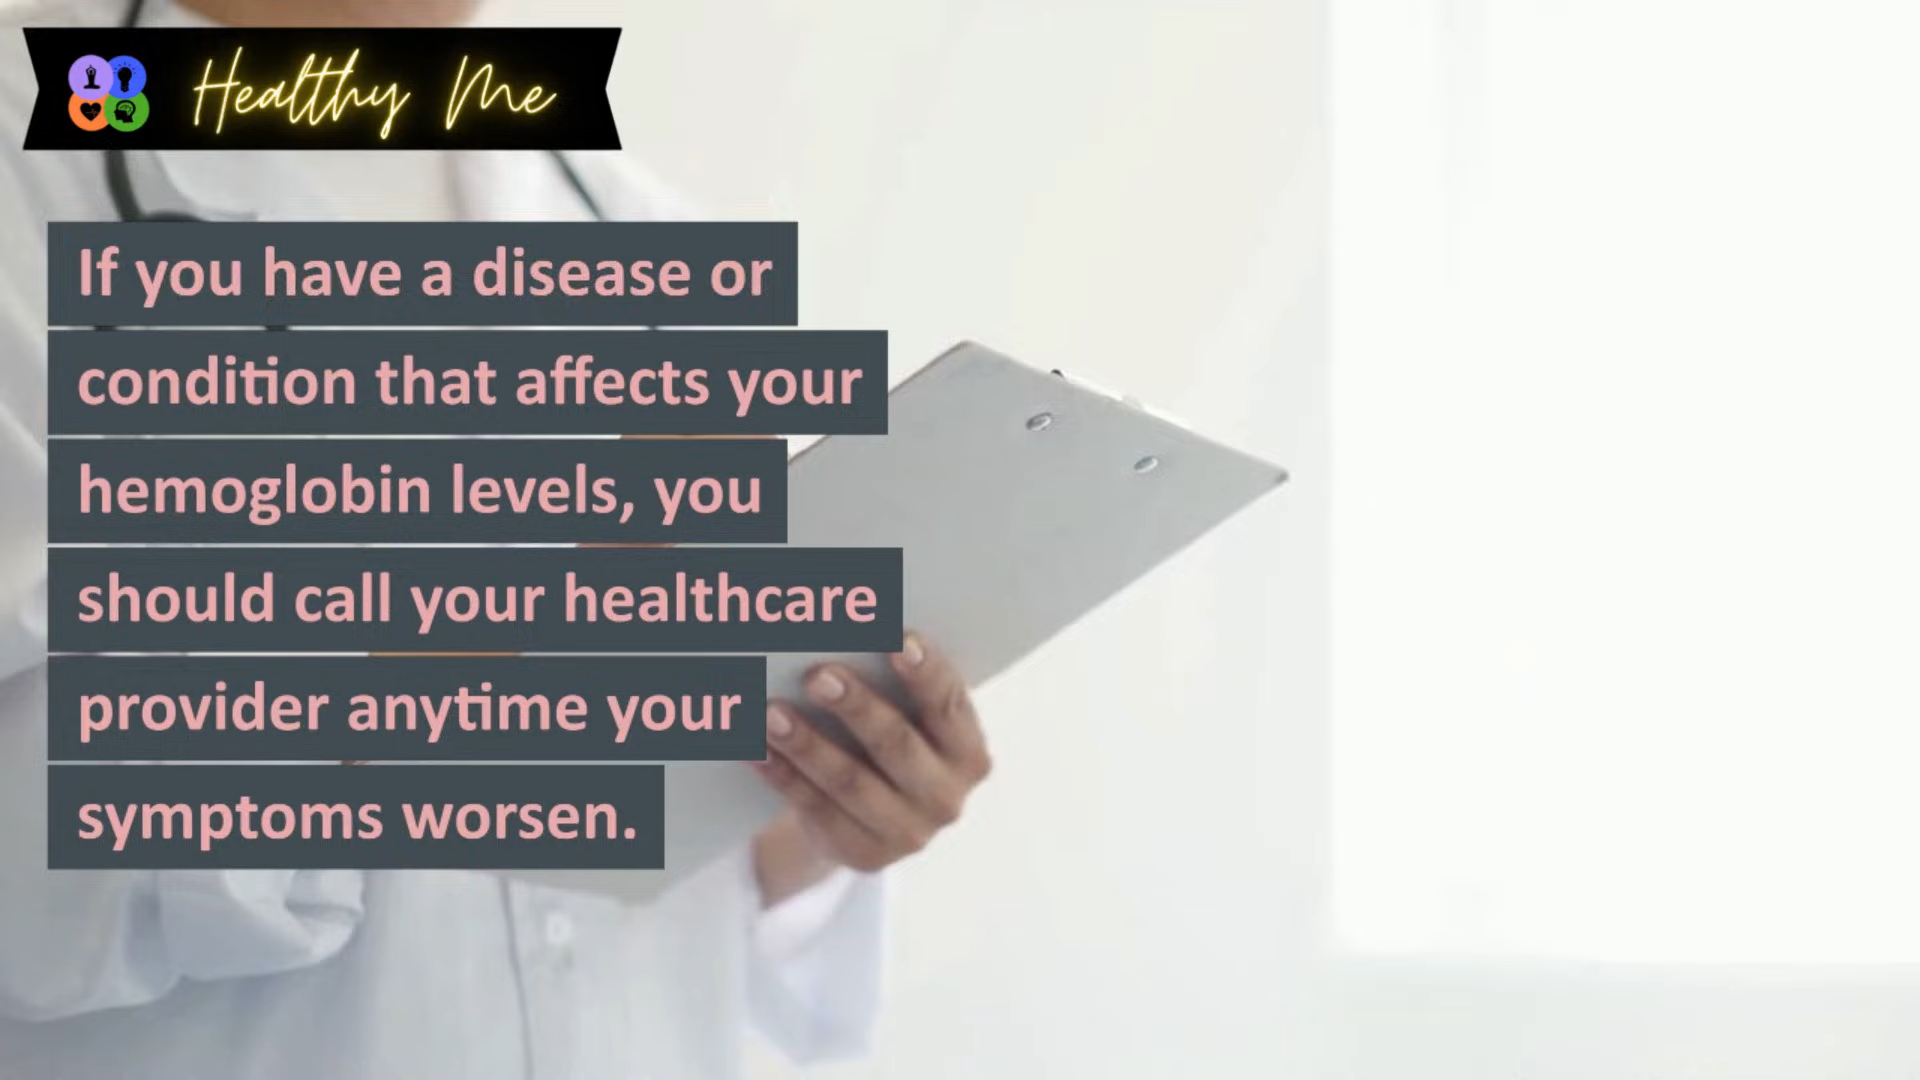 Healthy Me
If you have a disease or
condition that affects your
hemoglobin levels, you
should call your healthcare
provider anytime your
symptoms worsen.